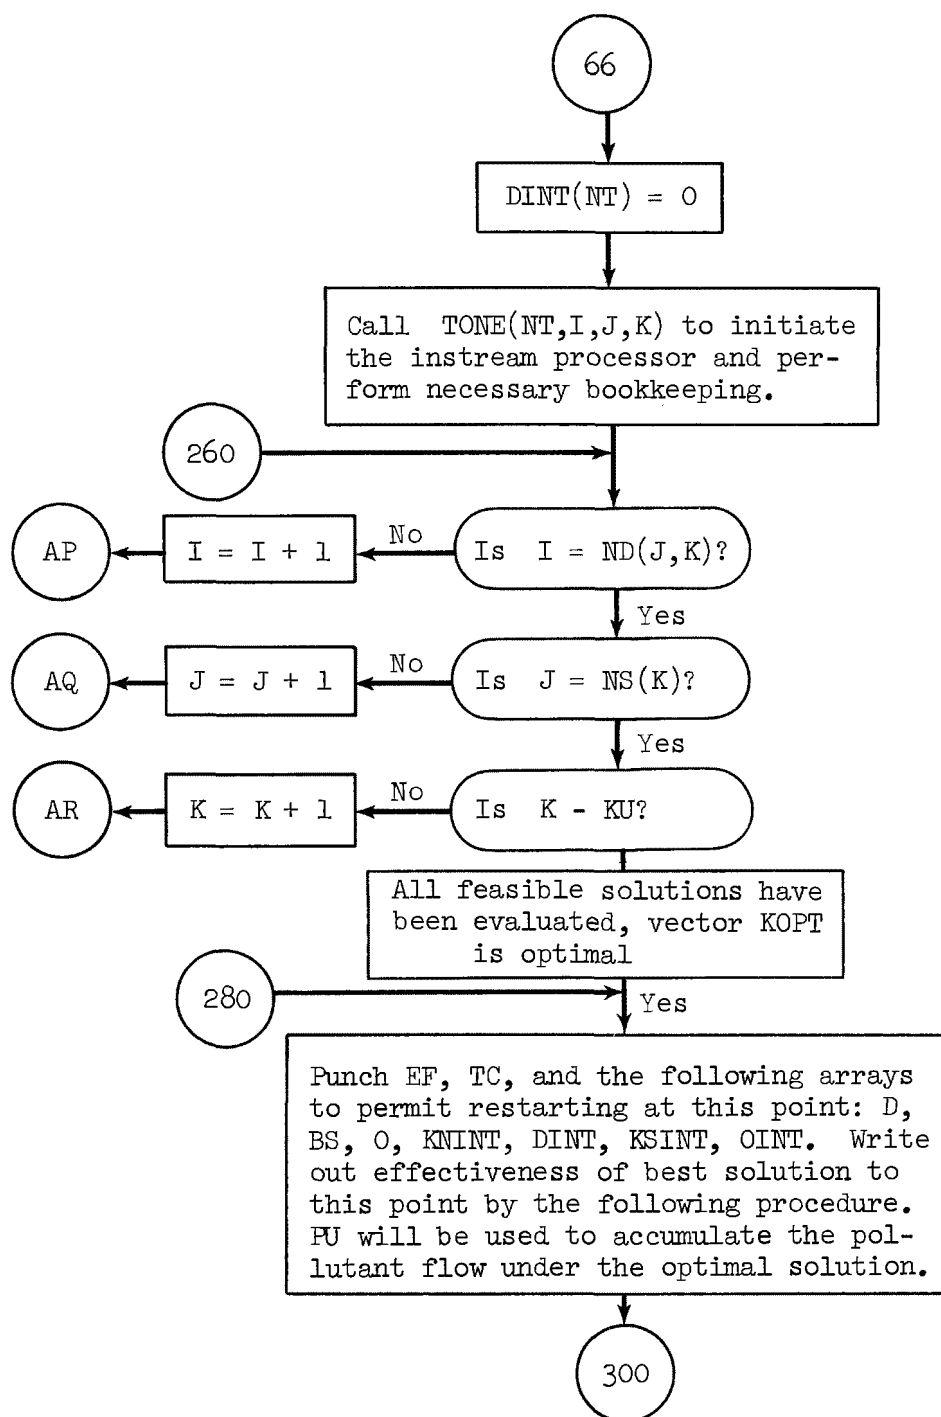 66
DINT(NT) = 0
Call TONE(NT,I,J,K) to initiate
the instream processor and per-
form necessary bookkeeping.
260
AP
I = I + 1
No
Is I = ND(J,K)?
Yes
AQ
J = J + 1
No
Is J = NS(K)?
Yes
AR
K = K + 1
No
Is K - KU?
All feasible solutions have
been evaluated, vector KOPT
is optimal
280
Yes
Punch EF, TC, and the following arrays
to permit restarting at this point: D,
BS, O, KNINT, DINT, KSINT, OINT. Write
out effectiveness of best solution to
this point by the following procedure.
PU will be used to accumulate the pol-
lutant flow under the optimal solution.
300